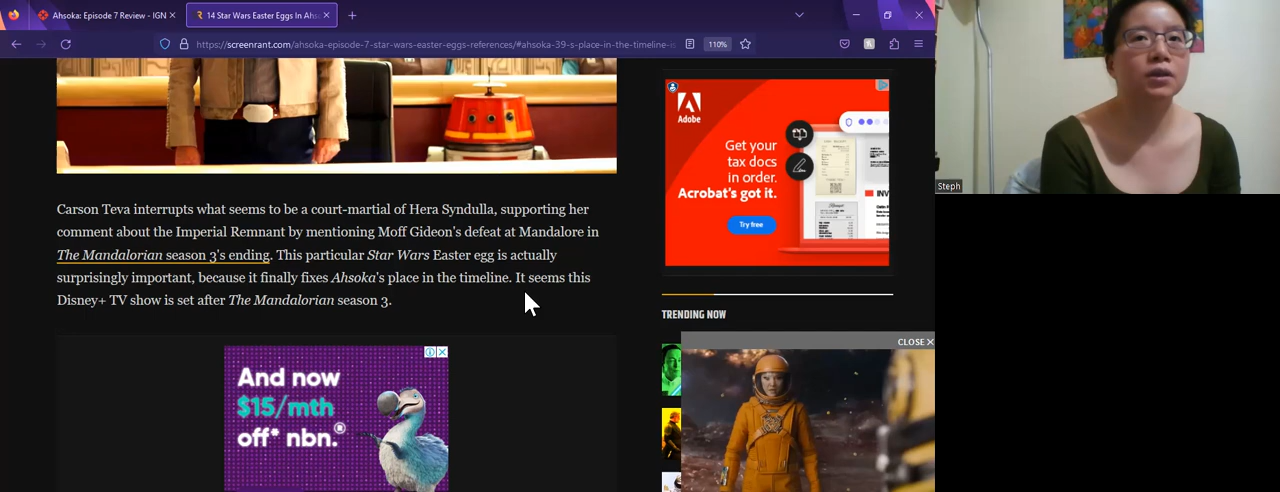 Ahsoka: Episode 7 Review - IGN
14 Star Wars Easter Eggs In Ahs
https://screenrant.com/ahsoka-episode-7-star-wars-easter-eggs-references/#ahsoka-39-s-place-in-the-timeline-is
110%
Steph
Adobe
Get your
tax docs
in order.
Acrobat's got it.
Try free
INV
Carson Teva interrupts what seems to be a court-martial of Hera Syndulla, supporting her
comment about the Imperial Remnant by mentioning Moff Gideon's defeat at Mandalore in
The Mandalorian season 3's ending. This particular Star Wars Easter egg is actually
surprisingly important, because it finally fixes Ahsoka's place in the timeline. It seems this
Disney+ TV show is set after The Mandalorian season 3.
TRENDING NOW
CLOSE X
And now
$15/mth
off* nbn.®